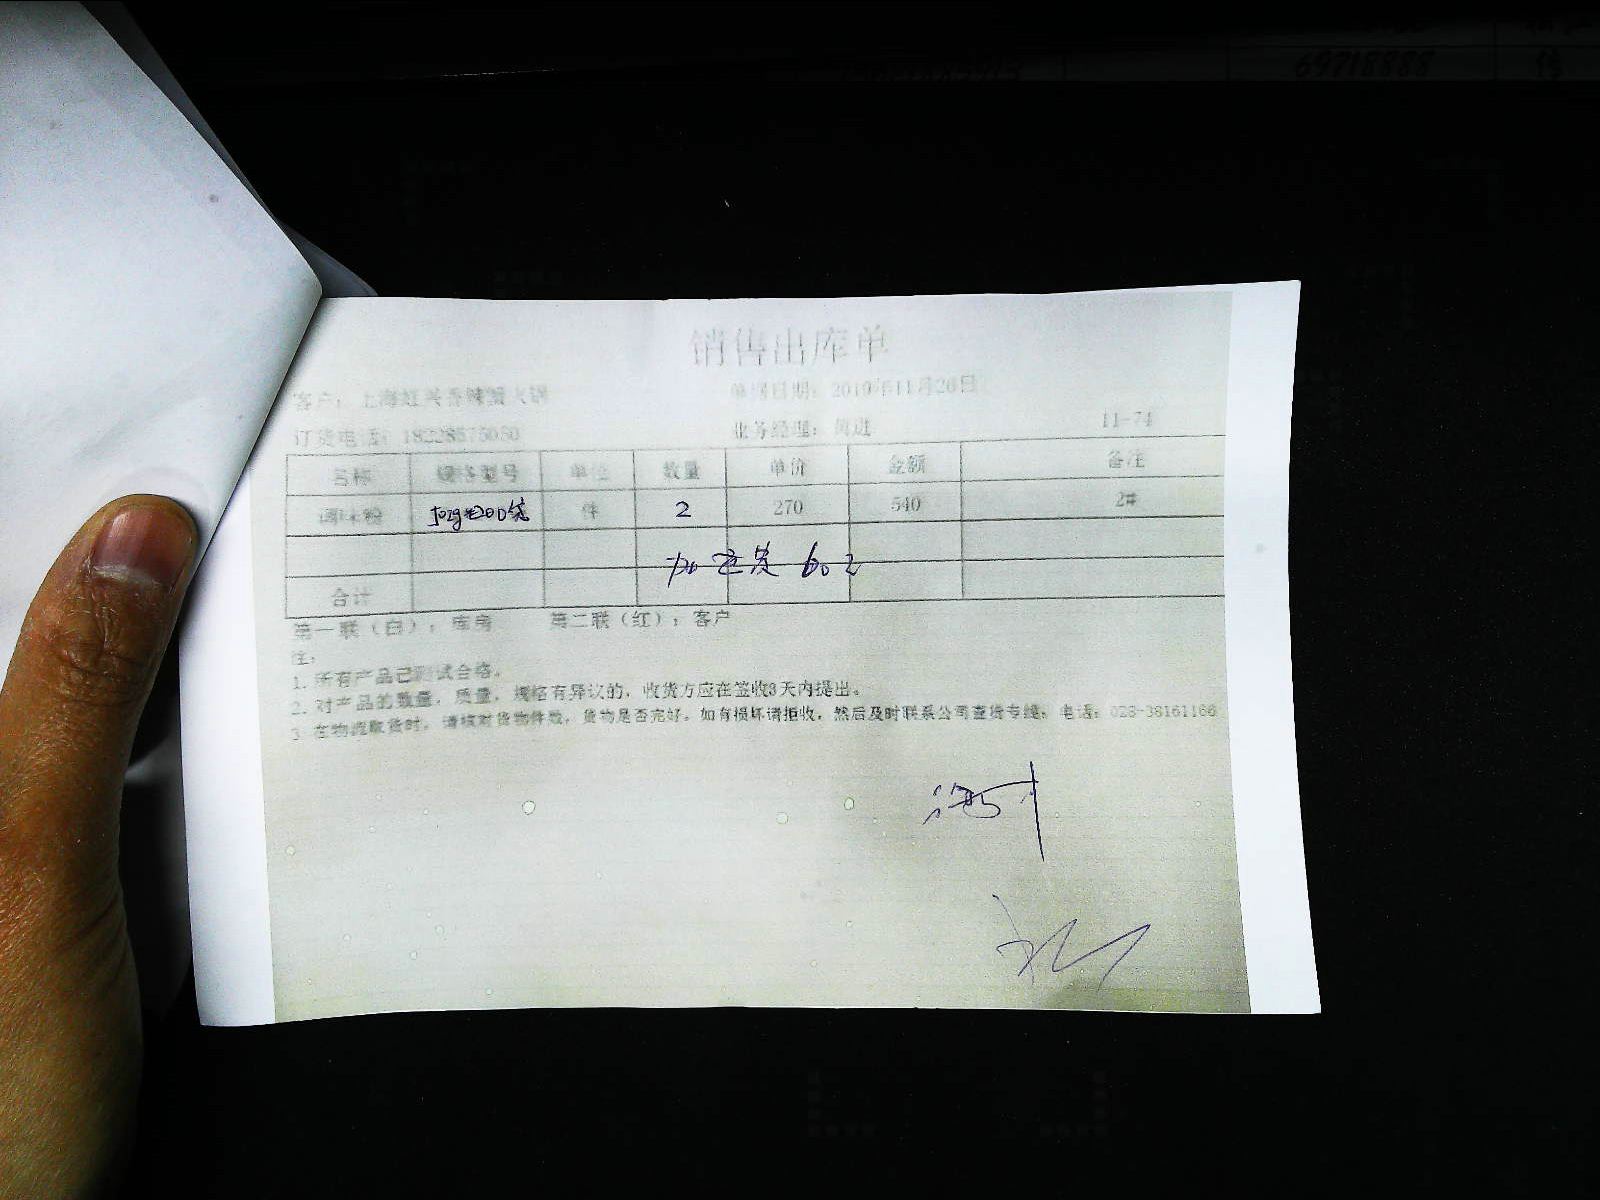 69718888
销售出库单
客户：上海虹兴香辣蟹火锅
单据日期：2019年11月26日
订货电话：18228575050
业务经理：
11-74
名称 规格型号 单位 数量 单价 金额 备注
调味粉 件 2 270 540 2#
加运费 60元
合计
第一联（白）：库房 第二联（红）：客户
注：
1. 所有产品已测试合格。
2. 对产品的数量，质量，规格有异议的，收货方应在签收3天内提出。
3 在物流取货时，请核对货物件数，货物是否完好。如有损坏请拒收，然后及时联系公司查货专线，电话：028-38161166